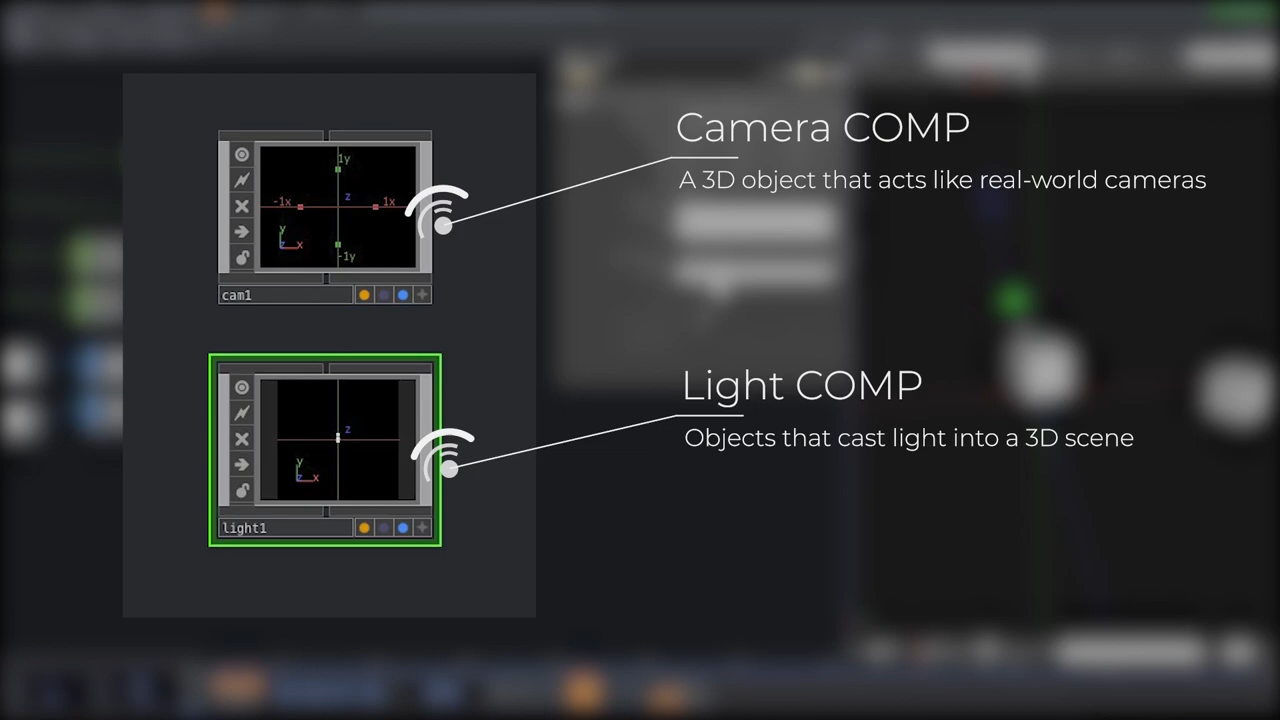 Camera COMP
A 3D object that acts like real-world cameras
1y
z
-1x
1x
y
z x
-1y
cam1
Light COMP
Objects that cast light into a 3D scene
z
y
z x
light1